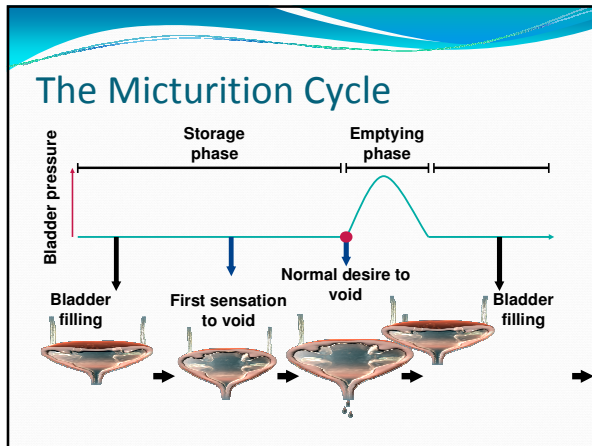 The Micturition Cycle
Storage
phase
Emptying
phase
Bladder pressure
Normal desire to
void
Bladder
filling
First sensation
to void
Bladder
filling